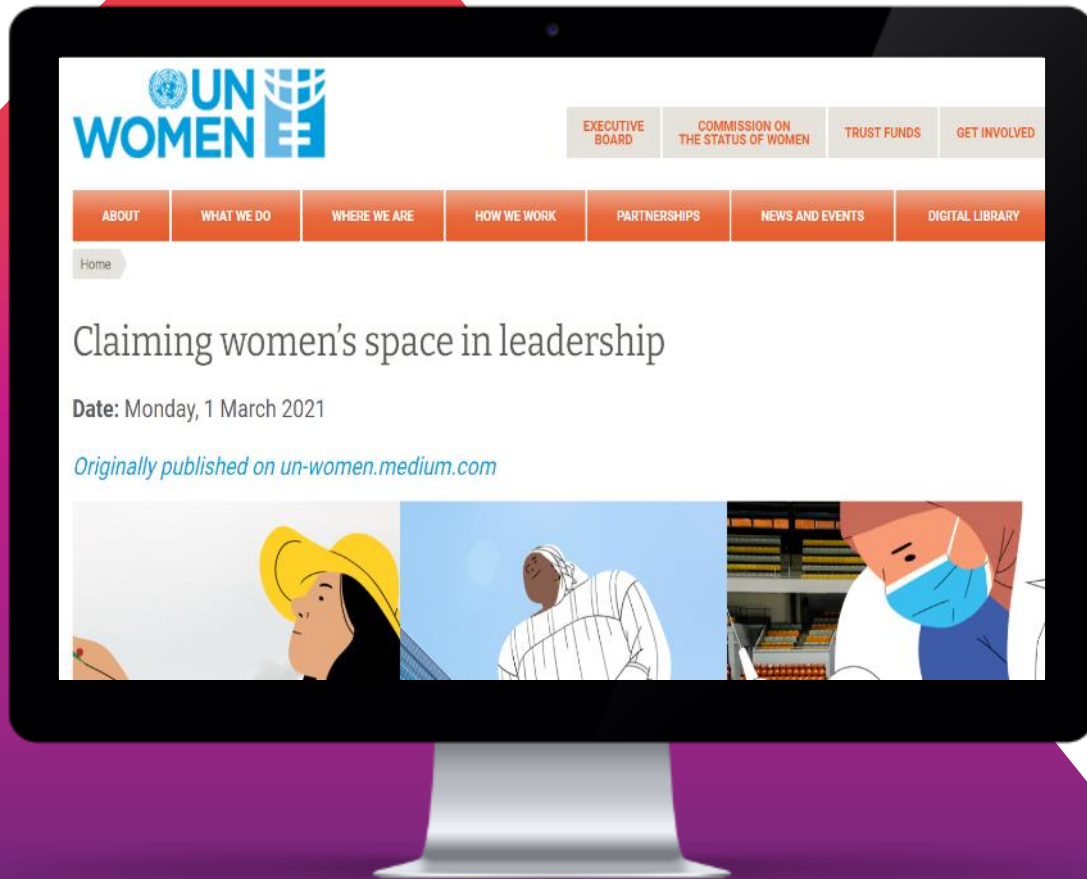 UN
WOMEN
EXECUTIVE
BOARD
COMMISSION ON
THE STATUS OF WOMEN
TRUST FUNDS
GET INVOLVED
ABOUT
WHAT WE DO
WHERE WE ARE
HOW WE WORK
PARTNERSHIPS
NEWS AND EVENTS
DIGITAL LIBRARY
Home
Claiming women’s space in leadership
Date: Monday, 1 March 2021
Originally published on un-women.medium.com